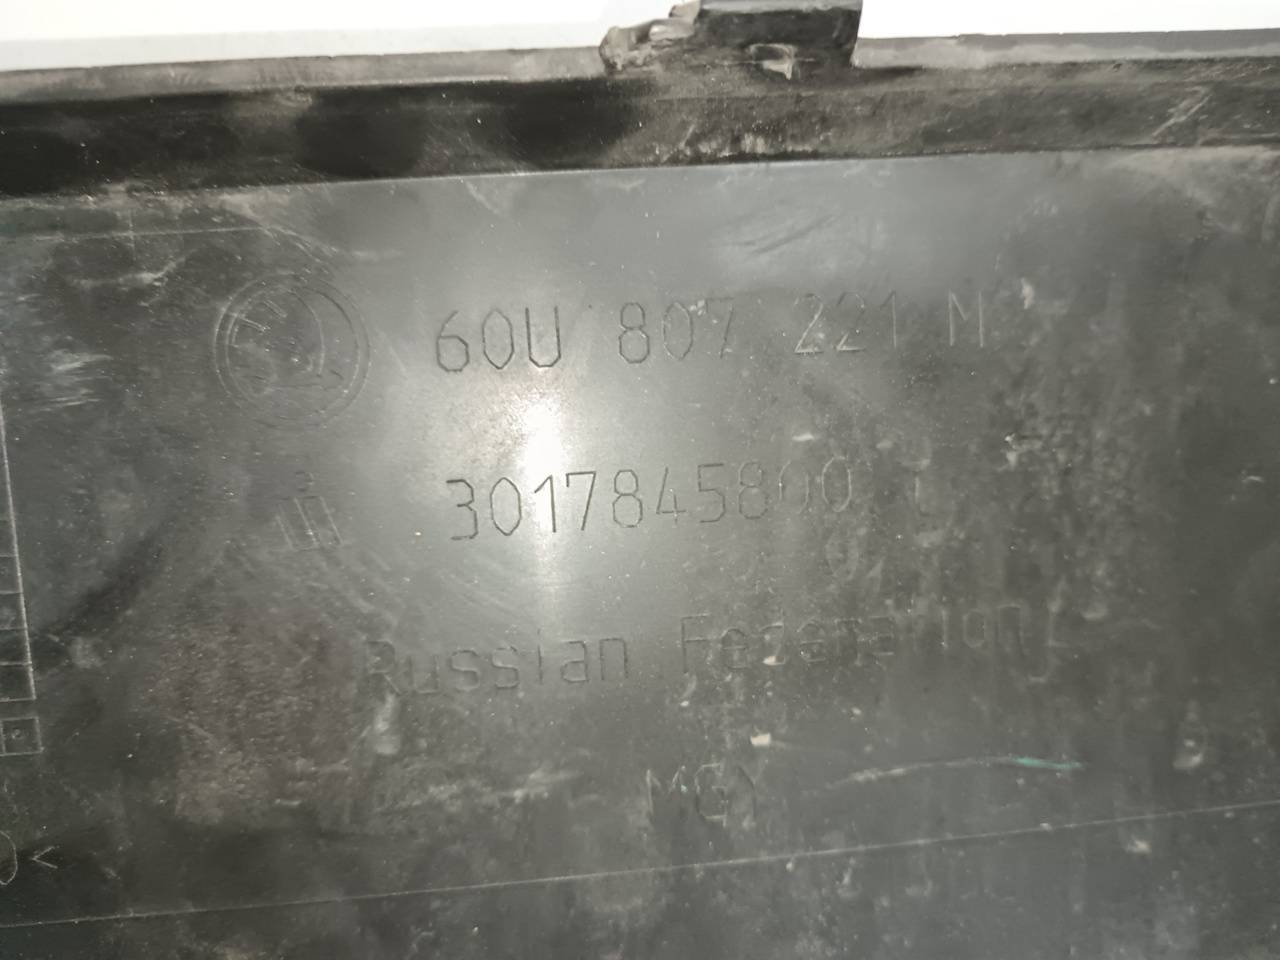 60U 807 221 M
3017845800
Russian Federation
MGY